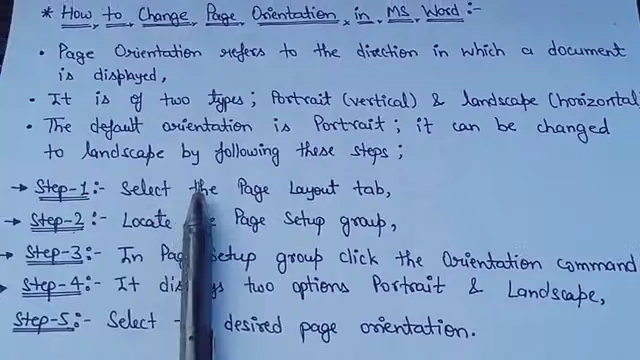 * How to Change Page Orientation in MS Word :-
• Page Orientation refers to the direction in which a document
is displayed,
• It is of two types; Portrait (vertical) & landscape (horizontal
• The default orientation is Portrait; it can be changed
to landscape by following these steps;
→ Step-1:- Select the Page Layout tab,
→ Step-2:- Locate Page Setup group,
→ Step-3:- In Page Setup group click the Orientation command
Step-4:- It displays two options Portrait & Landscape,
Step-5:- Select desired page orientation.